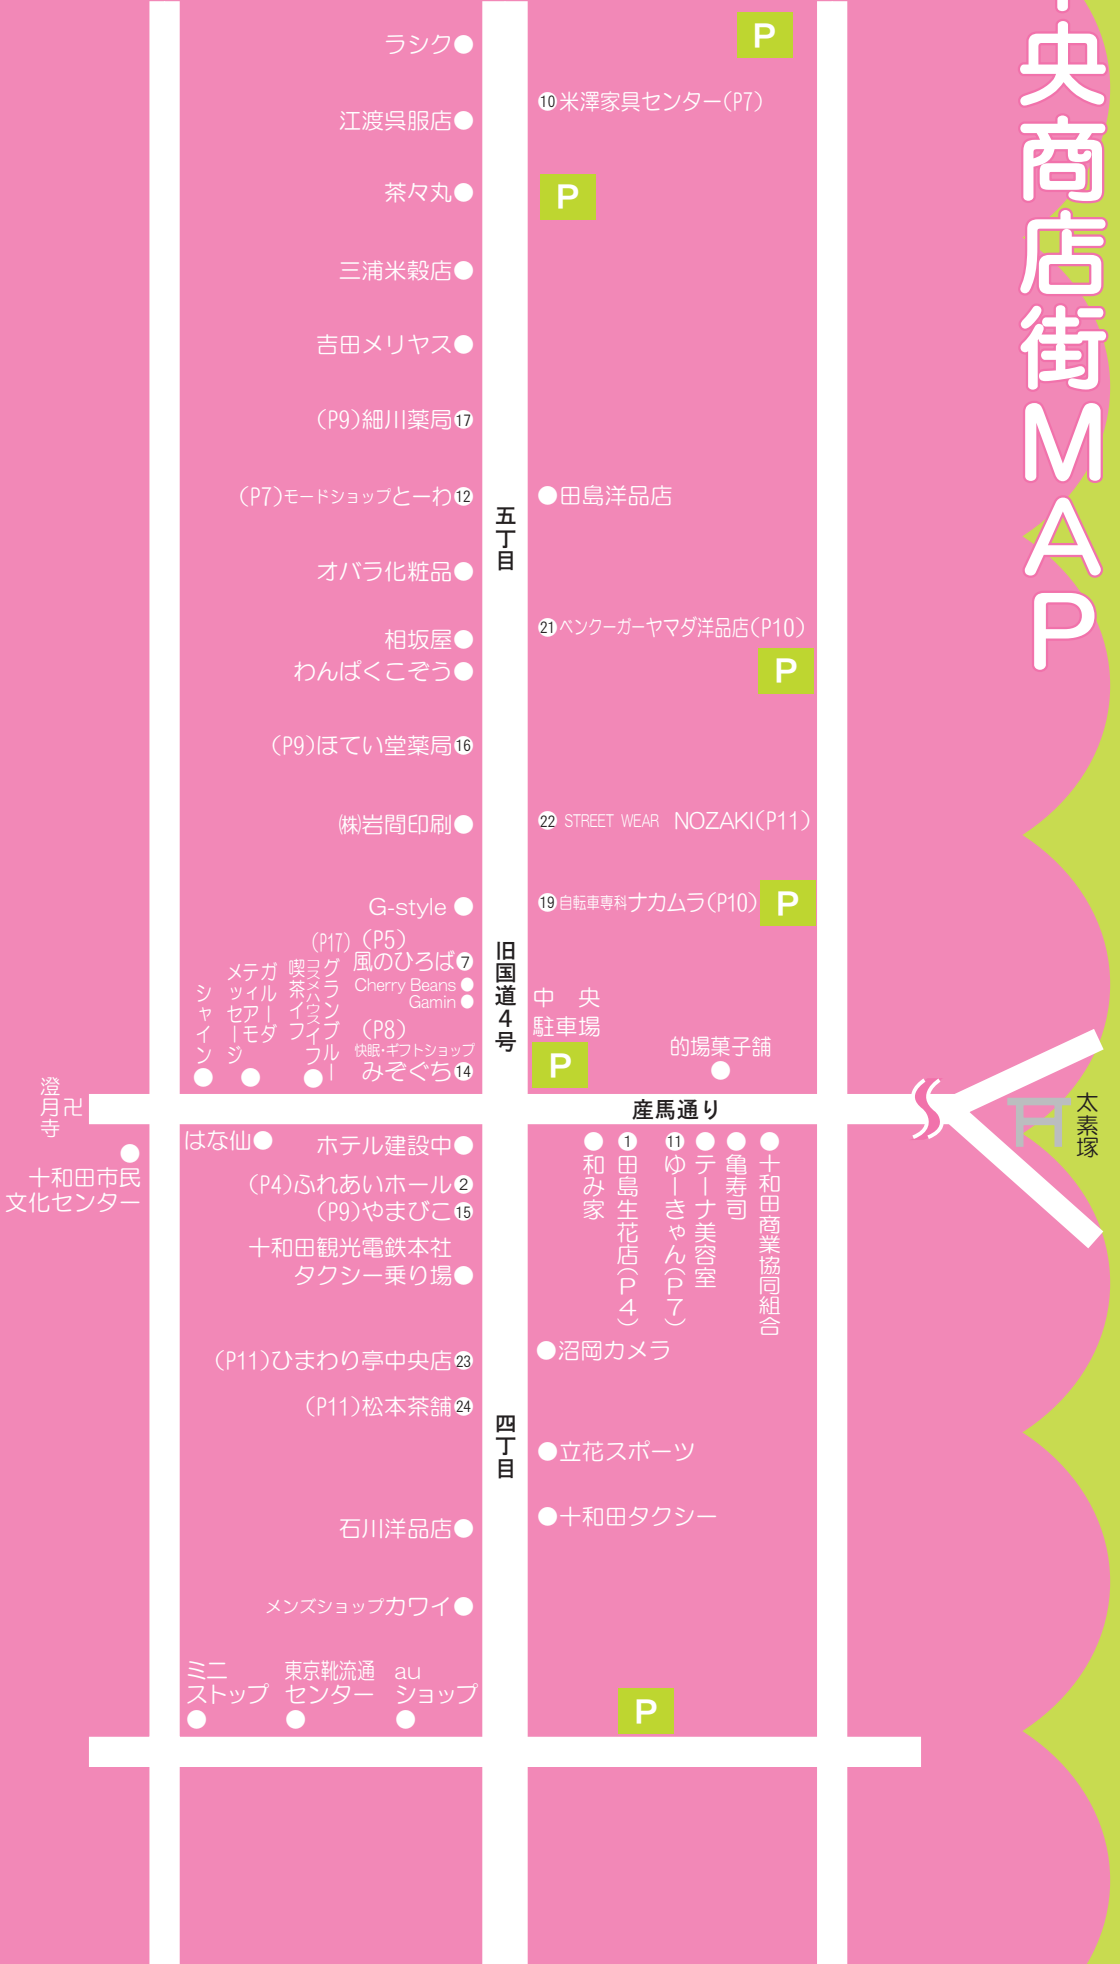 央商店街MAP
ラシク
P
⑩米澤家具センター(P7)
江渡呉服店
茶々丸
P
三浦米穀店
吉田メリヤス
(P9)細川薬局⑰
(P7)モードショップとーわ⑫
田島洋品店
五丁目
オバラ化粧品
㉑ベンクーガーヤマダ洋品店(P10)
相坂屋
わんぱくこぞう
P
(P9)ほてい堂薬局⑯
㈱岩間印刷
㉒STREET WEAR NOZAKI(P11)
G-style
⑲自転車専科ナカムラ(P10)
P
旧国道4号
(P5)
風のひろば⑦
Cherry Beans
Gamin
(P8)
快眠・ギフトショップ
みぞぐち⑭
(P17)
グランブルー
コスメハウスイフ
喫茶イフ
ガルーダ
ティアモ
メッセージ
シャイン
中 央
駐車場
P
的場菓子舗
産馬通り
太素塚
澄月寺
卍
十和田市民
文化センター
はな仙
ホテル建設中
(P4)ふれあいホール②
(P9)やまびこ⑮
十和田観光電鉄本社
タクシー乗り場
和み家
①田島生花店(P4)
⑪ゆーきゃん(P7)
テーナ美容室
亀寿司
十和田商業協同組合
沼岡カメラ
(P11)ひまわり亭中央店㉓
(P11)松本茶舗㉔
四丁目
立花スポーツ
十和田タクシー
石川洋品店
メンズショップカワイ
ミニ
ストップ
東京靴流通
センター
au
ショップ
P